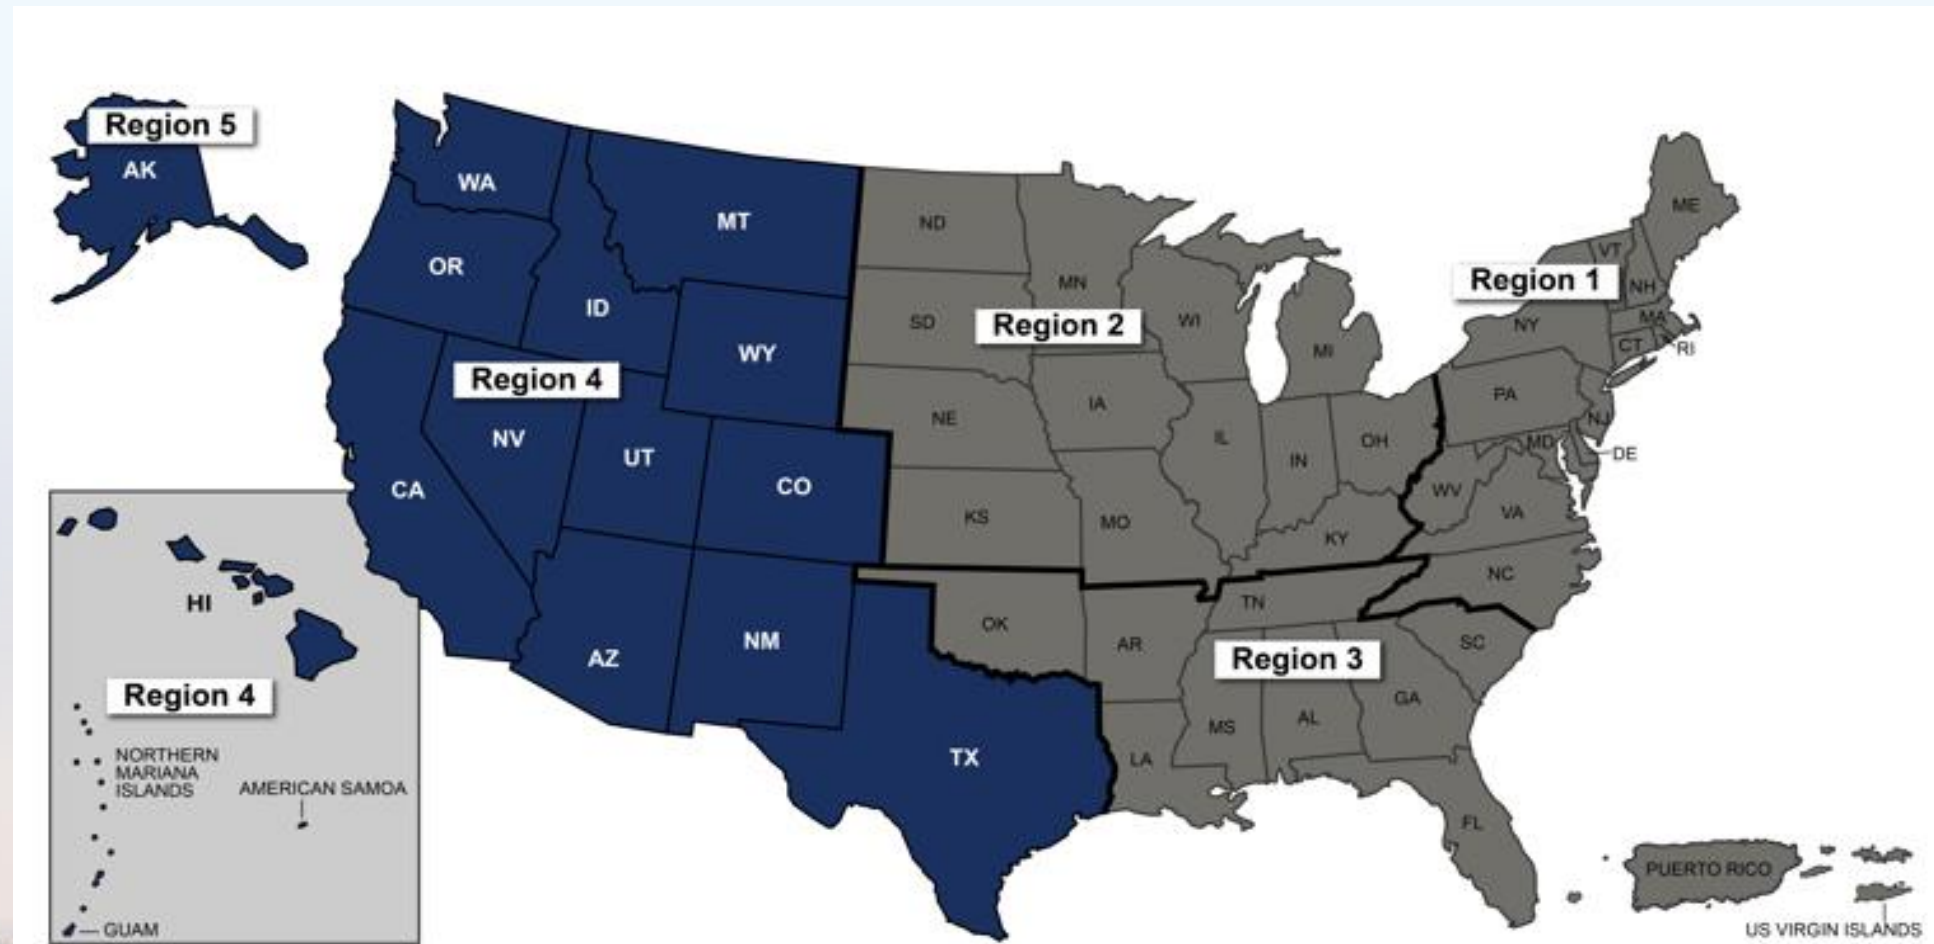 Region 5
AK
WA
MT
OR
ID
WY
Region 4
NV
UT
CO
CA
AZ
NM
TX
HI
Region 4
NORTHERN
MARIANA
ISLANDS
AMERICAN SAMOA
GUAM
ND
MN
SD
Region 2
WI
MI
NE
IA
IL
IN
OH
KS
MO
KY
ME
VT
Region 1
NH
NY
MA
CT
RI
PA
NJ
MD
DE
WV
VA
NC
TN
OK
AR
Region 3
SC
MS
AL
GA
LA
FL
PUERTO RICO
US VIRGIN ISLANDS